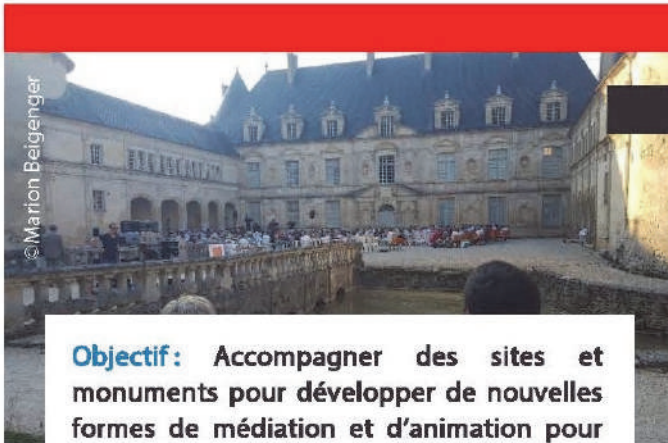 ©Marion Beigenger
Objectif : Accompagner des sites et
monuments pour développer de nouvelles
formes de médiation et d'animation pour